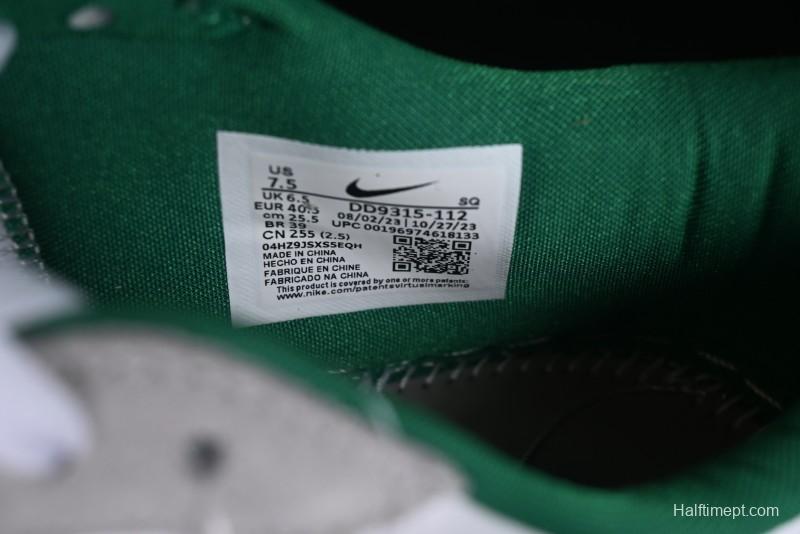 US
7.5
UK 6.5
EUR 40.5
cm 25.5
BR 39
CN 255 (2.5)
SQ
DD9315-112
08/02/23 | 10/27/23
UPC 00196974618133
04HZ9JSXSSEQH
MADE IN CHINA
HECHO EN CHINA
FABRIQUE EN CHINE
FABRICADO NA CHINA
This product is covered by one or more patents:
www.nike.com/patentsvirtualmarking
Halftimept.com